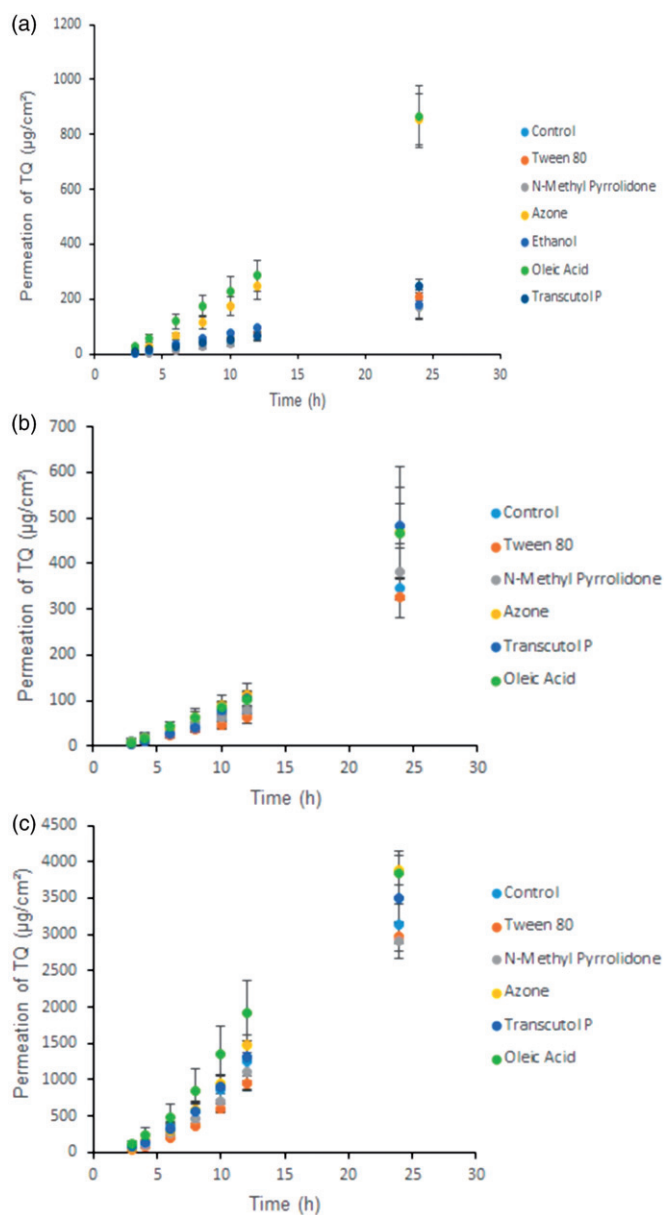 (a)
1200
1000
800
600
400
200
0
Permeation of TQ (µg/cm²)
0 5 10 15 20 25 30
Time (h)
Control
Tween 80
N-Methyl Pyrrolidone
Azone
Ethanol
Oleic Acid
Transcutol P
(b)
700
600
500
400
300
200
100
0
Permeation of TQ (µg/cm²)
0 5 10 15 20 25 30
Time (h)
Control
Tween 80
N-Methyl Pyrrolidone
Azone
Transcutol P
Oleic Acid
(c)
4500
4000
3500
3000
2500
2000
1500
1000
500
0
Permeation of TQ (µg/cm²)
0 5 10 15 20 25 30
Time (h)
Control
Tween 80
N-Methyl Pyrrolidone
Azone
Transcutol P
Oleic Acid